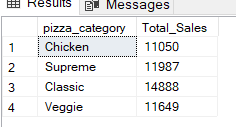 Results Messages
pizza_category Total_Sales
1 Chicken 11050
2 Supreme 11987
3 Classic 14888
4 Veggie 11649